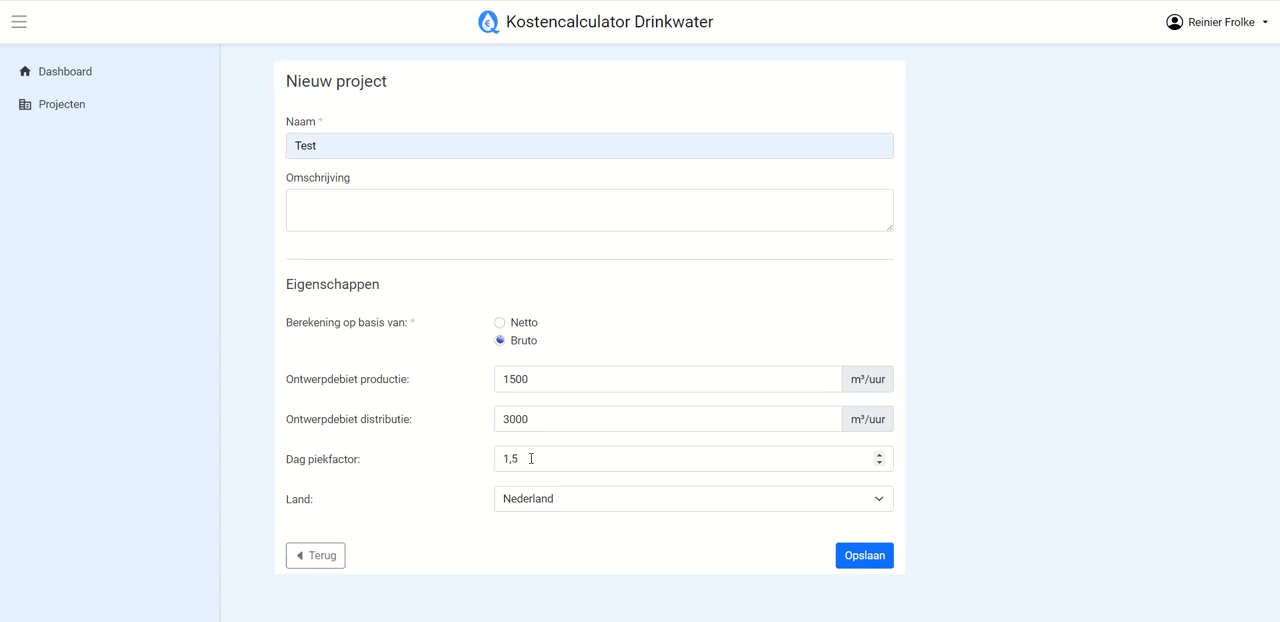 Kostencalculator Drinkwater
Reinier Frolke
Dashboard
Projecten
Nieuw project
Naam *
Test
Omschrijving
Eigenschappen
Berekening op basis van: *
Netto
Bruto
Ontwerpdebiet productie:
1500
m³/uur
Ontwerpdebiet distributie:
3000
m³/uur
Dag piekfactor:
1,5
Land:
Nederland
Terug
Opslaan